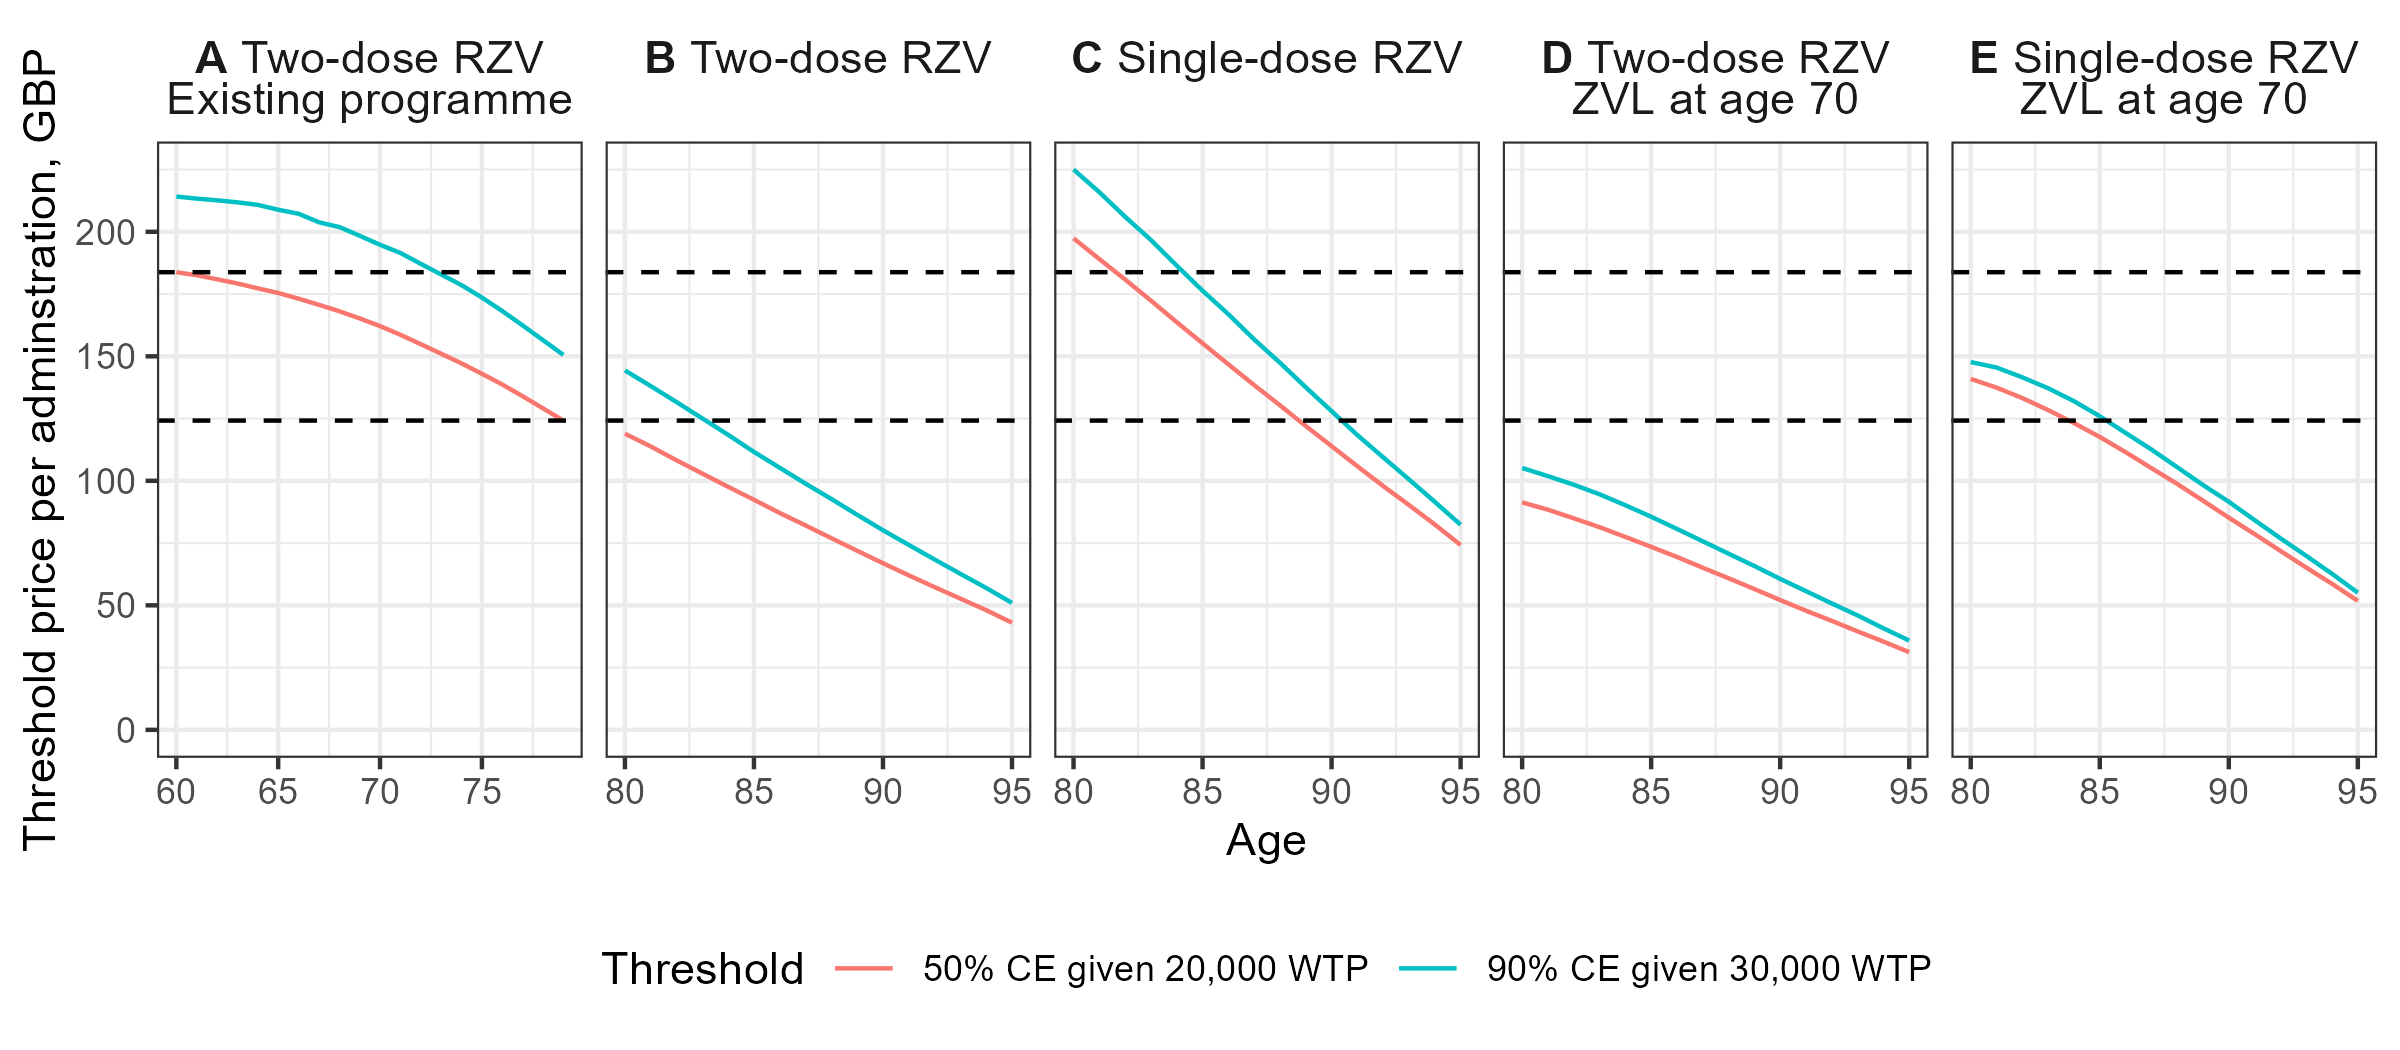 Threshold price per adminstration, GBP
A Two-dose RZV
Existing programme
B Two-dose RZV
C Single-dose RZV
D Two-dose RZV
ZVL at age 70
E Single-dose RZV
ZVL at age 70
200
150
100
50
0
60 65 70 75
80 85 90 95
80 85 90 95
80 85 90 95
80 85 90 95
Age
Threshold 50% CE given 20,000 WTP 90% CE given 30,000 WTP